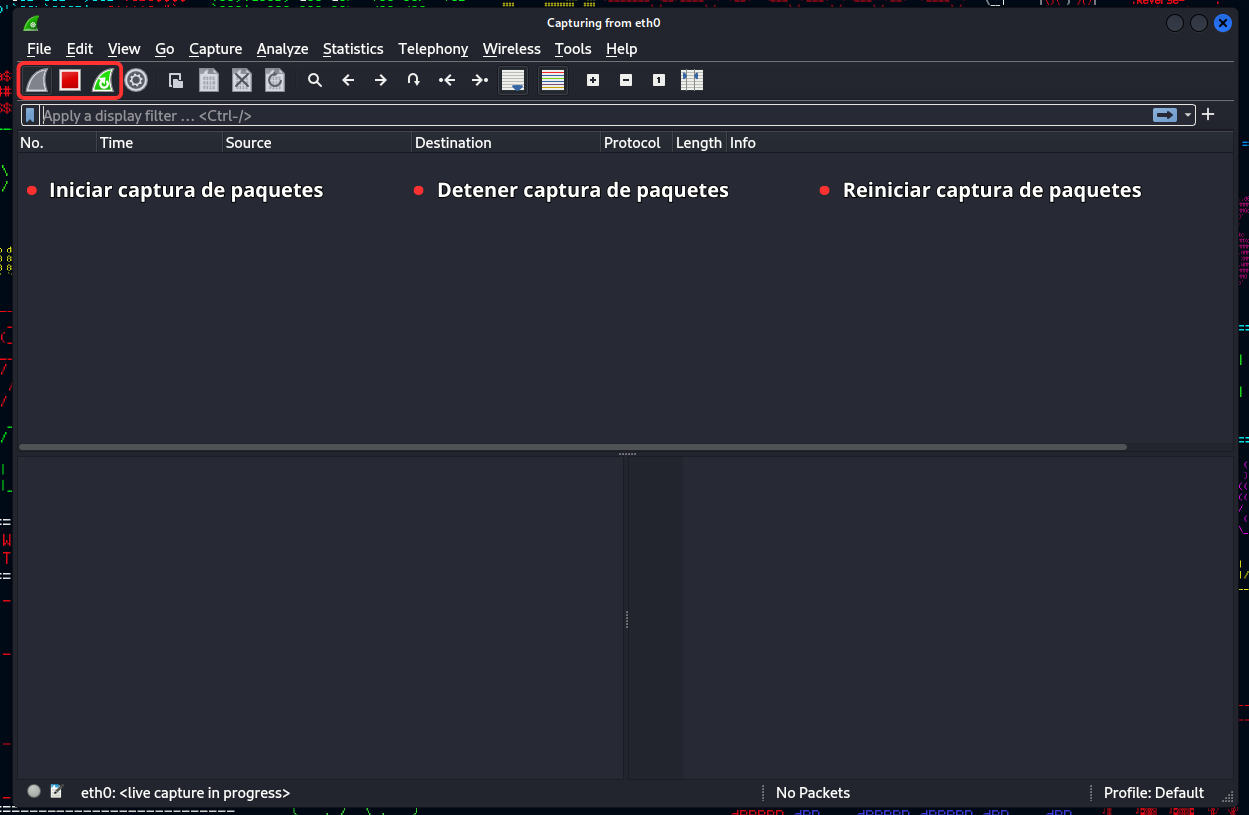 Capturing from eth0
File Edit View Go Capture Analyze Statistics Telephony Wireless Tools Help
Apply a display filter … <Ctrl-/>
No. Time Source Destination Protocol Length Info
Iniciar captura de paquetes Detener captura de paquetes Reiniciar captura de paquetes
eth0: <live capture in progress> No Packets Profile: Default